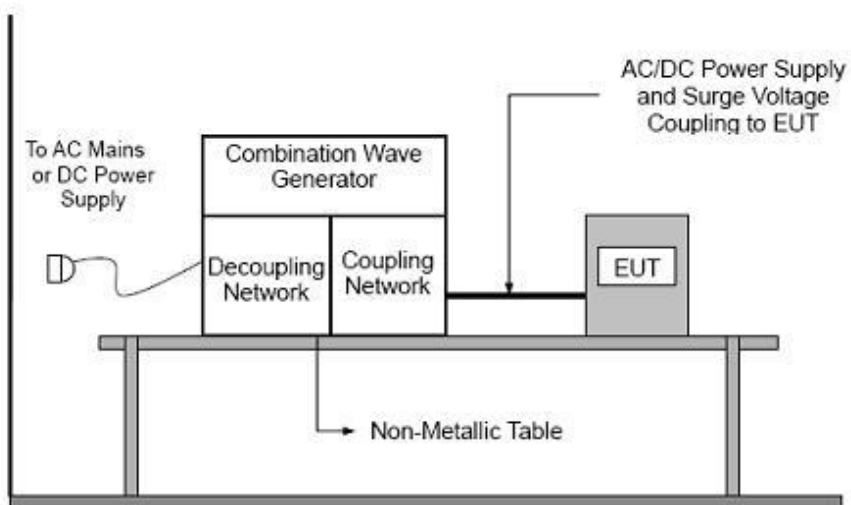 AC/DC Power Supply
and Surge Voltage
Coupling to EUT
To AC Mains
or DC Power
Supply
Combination Wave
Generator
Decoupling
Network
Coupling
Network
EUT
Non-Metallic Table